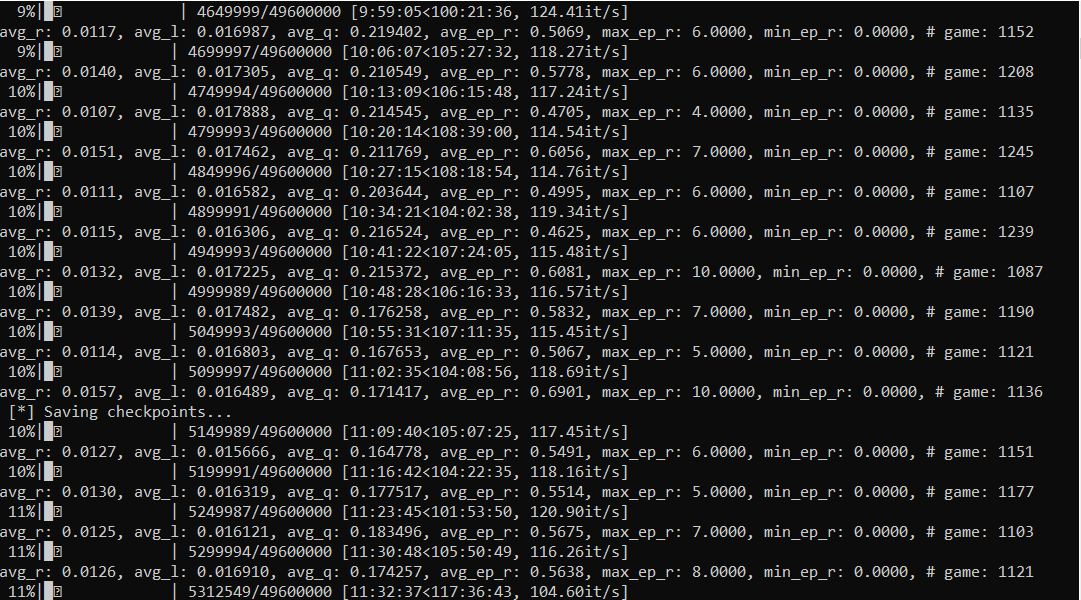 9%|█ | 4649999/49600000 [9:59:05<100:21:36, 124.41it/s]
avg_r: 0.0117, avg_l: 0.016987, avg_q: 0.219402, avg_ep_r: 0.5069, max_ep_r: 6.0000, min_ep_r: 0.0000, # game: 1152
9%|█ | 4699997/49600000 [10:06:07<105:27:32, 118.27it/s]
avg_r: 0.0140, avg_l: 0.017305, avg_q: 0.210549, avg_ep_r: 0.5778, max_ep_r: 6.0000, min_ep_r: 0.0000, # game: 1208
10%|█ | 4749994/49600000 [10:13:09<106:15:48, 117.24it/s]
avg_r: 0.0107, avg_l: 0.017888, avg_q: 0.214545, avg_ep_r: 0.4705, max_ep_r: 4.0000, min_ep_r: 0.0000, # game: 1135
10%|█ | 4799993/49600000 [10:20:14<108:39:00, 114.54it/s]
avg_r: 0.0151, avg_l: 0.017462, avg_q: 0.211769, avg_ep_r: 0.6056, max_ep_r: 7.0000, min_ep_r: 0.0000, # game: 1245
10%|█ | 4849996/49600000 [10:27:15<108:18:54, 114.76it/s]
avg_r: 0.0111, avg_l: 0.016582, avg_q: 0.203644, avg_ep_r: 0.4995, max_ep_r: 6.0000, min_ep_r: 0.0000, # game: 1107
10%|█ | 4899991/49600000 [10:34:21<104:02:38, 119.34it/s]
avg_r: 0.0115, avg_l: 0.016306, avg_q: 0.216524, avg_ep_r: 0.4625, max_ep_r: 6.0000, min_ep_r: 0.0000, # game: 1239
10%|█ | 4949993/49600000 [10:41:22<107:24:05, 115.48it/s]
avg_r: 0.0132, avg_l: 0.017225, avg_q: 0.215372, avg_ep_r: 0.6081, max_ep_r: 10.0000, min_ep_r: 0.0000, # game: 1087
10%|█ | 4999989/49600000 [10:48:28<106:16:33, 116.57it/s]
avg_r: 0.0139, avg_l: 0.017482, avg_q: 0.176258, avg_ep_r: 0.5832, max_ep_r: 7.0000, min_ep_r: 0.0000, # game: 1190
10%|█ | 5049993/49600000 [10:55:31<107:11:35, 115.45it/s]
avg_r: 0.0114, avg_l: 0.016803, avg_q: 0.167653, avg_ep_r: 0.5067, max_ep_r: 5.0000, min_ep_r: 0.0000, # game: 1121
10%|█ | 5099997/49600000 [11:02:35<104:08:56, 118.69it/s]
avg_r: 0.0157, avg_l: 0.016489, avg_q: 0.171417, avg_ep_r: 0.6901, max_ep_r: 10.0000, min_ep_r: 0.0000, # game: 1136
[*] Saving checkpoints...
10%|█ | 5149989/49600000 [11:09:40<105:07:25, 117.45it/s]
avg_r: 0.0127, avg_l: 0.015666, avg_q: 0.164778, avg_ep_r: 0.5491, max_ep_r: 6.0000, min_ep_r: 0.0000, # game: 1151
10%|█ | 5199991/49600000 [11:16:42<104:22:35, 118.16it/s]
avg_r: 0.0130, avg_l: 0.016319, avg_q: 0.177517, avg_ep_r: 0.5514, max_ep_r: 5.0000, min_ep_r: 0.0000, # game: 1177
11%|█ | 5249987/49600000 [11:23:45<101:53:50, 120.90it/s]
avg_r: 0.0125, avg_l: 0.016121, avg_q: 0.183496, avg_ep_r: 0.5675, max_ep_r: 7.0000, min_ep_r: 0.0000, # game: 1103
11%|█ | 5299994/49600000 [11:30:48<105:50:49, 116.26it/s]
avg_r: 0.0126, avg_l: 0.016910, avg_q: 0.174257, avg_ep_r: 0.5638, max_ep_r: 8.0000, min_ep_r: 0.0000, # game: 1121
11%|█ | 5312549/49600000 [11:32:37<117:36:43, 104.60it/s]